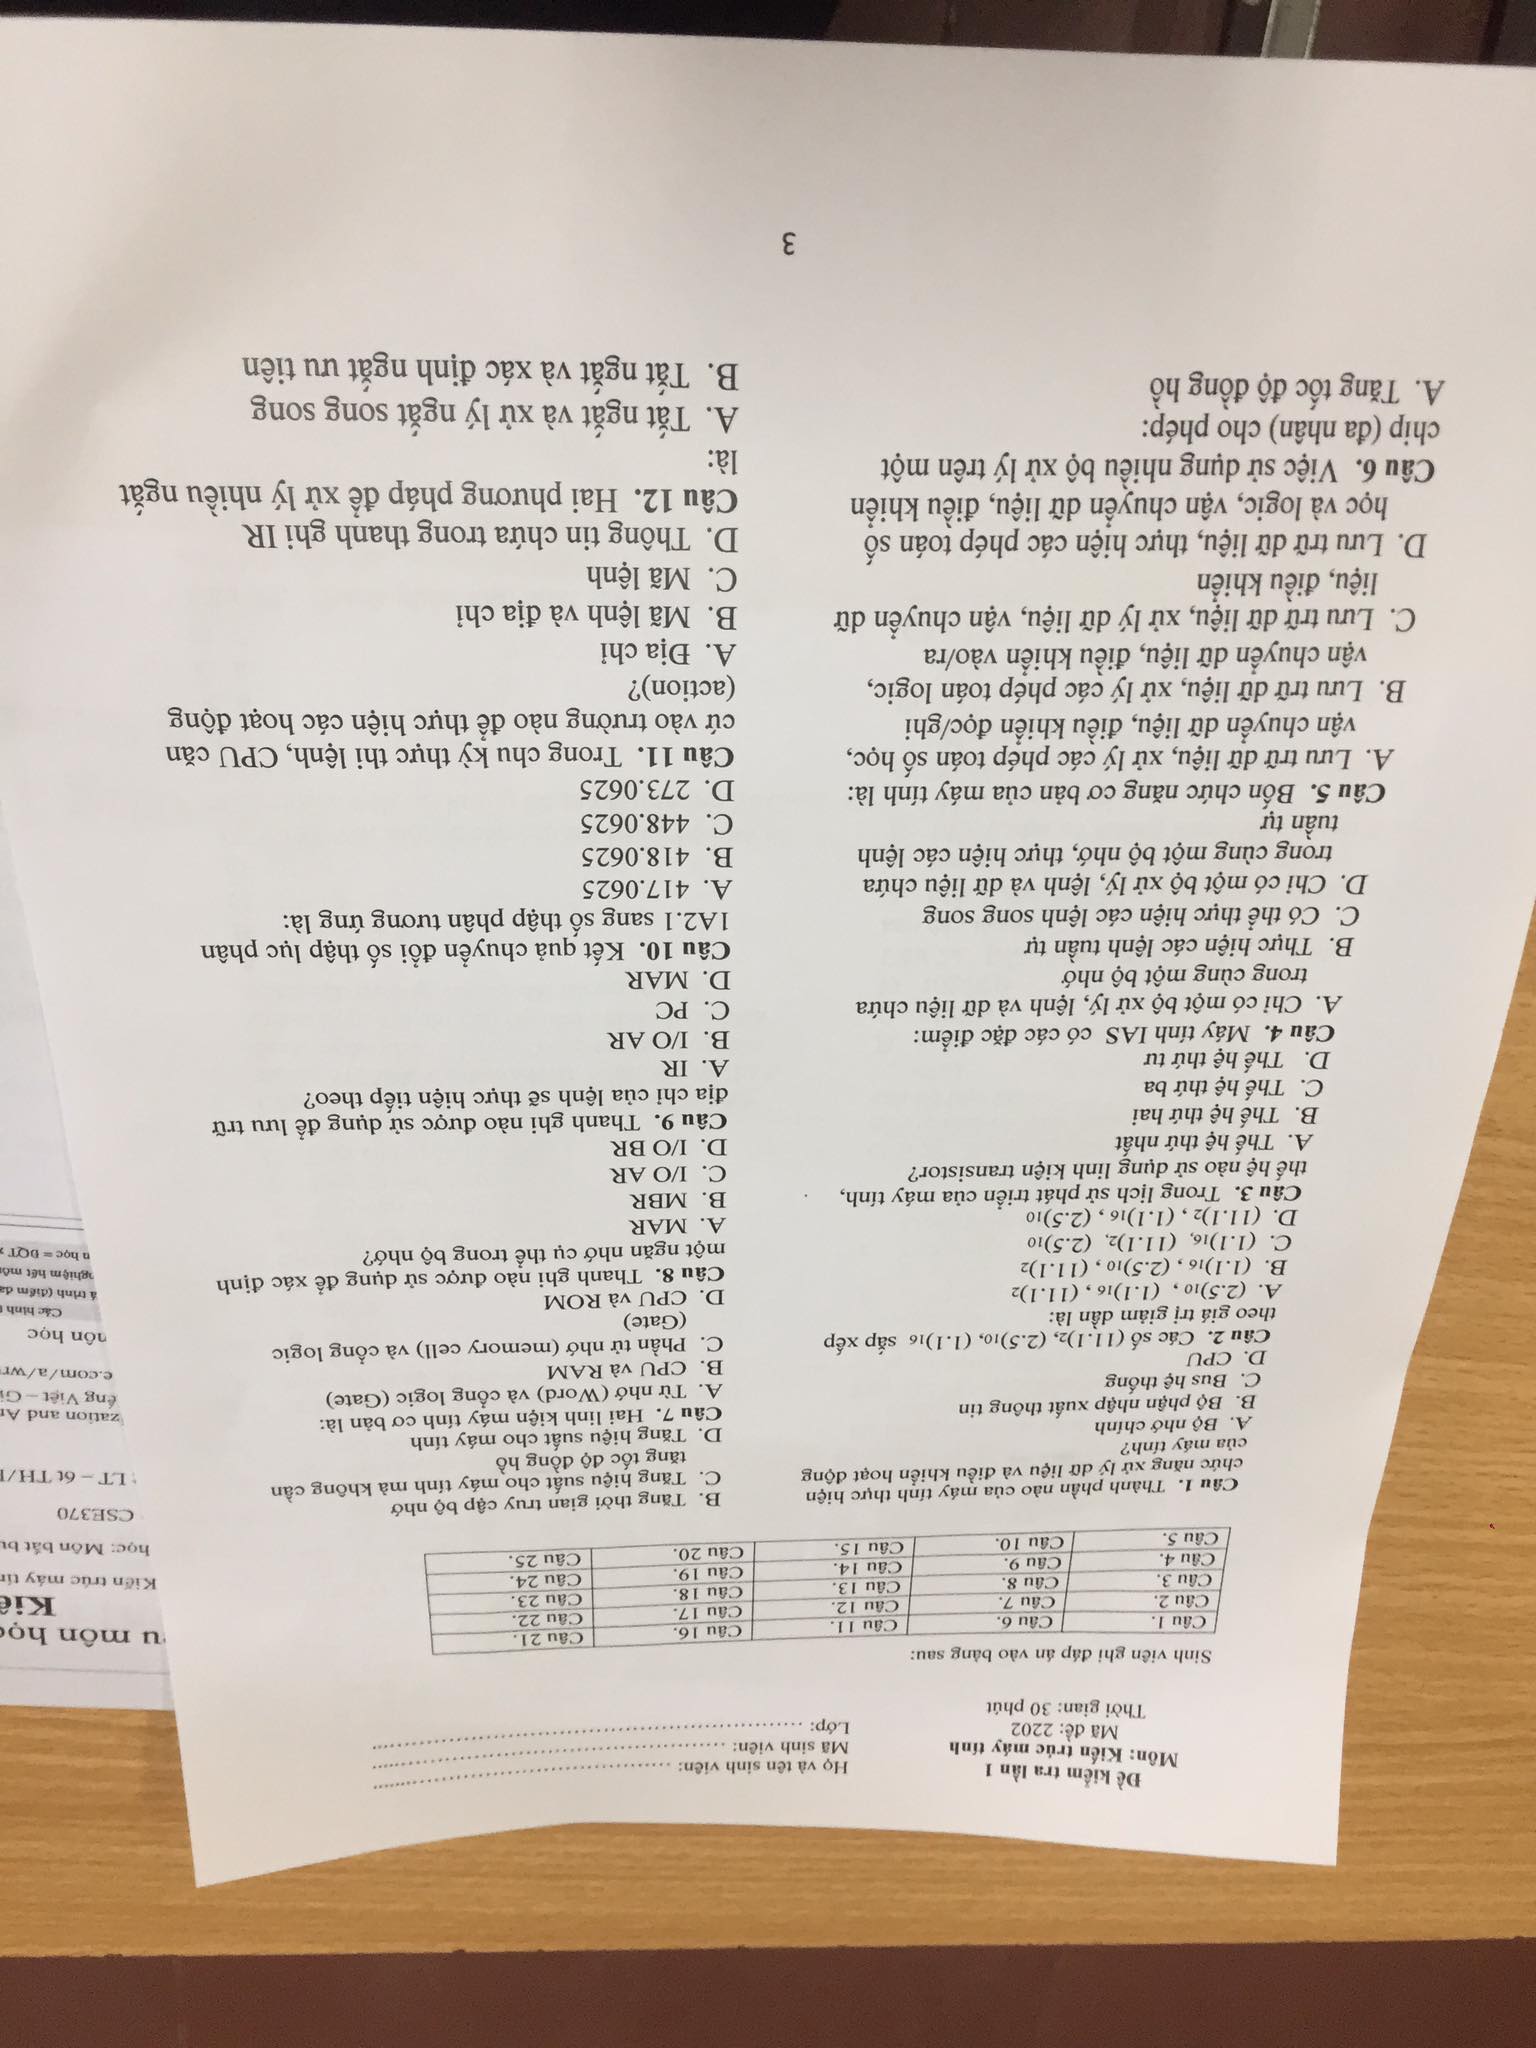 Đề kiểm tra lần 1
Môn: Kiến trúc máy tính
Mã đề: 2202
Thời gian: 30 phút
Họ và tên sinh viên: ............................................
Mã sinh viên: ....................................................
Lớp: ...............................................................
Sinh viên ghi đáp án vào bảng sau:
Câu 1. Câu 6. Câu 11. Câu 16. Câu 21.
Câu 2. Câu 7. Câu 12. Câu 17. Câu 22.
Câu 3. Câu 8. Câu 13. Câu 18. Câu 23.
Câu 4. Câu 9. Câu 14. Câu 19. Câu 24.
Câu 5. Câu 10. Câu 15. Câu 20. Câu 25.
Câu 1. Thành phần nào của máy tính thực hiện
chức năng xử lý dữ liệu và điều khiển hoạt động
của máy tính?
A. Bộ nhớ chính
B. Bộ phận nhập xuất thông tin
C. Bus hệ thống
D. CPU
Câu 2. Các số (11.1)2, (2.5)10, (1.1)16 sắp xếp
theo giá trị giảm dần là:
A. (2.5)10 , (1.1)16 , (11.1)2
B. (1.1)16 , (2.5)10 , (11.1)2
C. (1.1)16, (11.1)2, (2.5)10
D. (11.1)2 , (1.1)16 , (2.5)10
Câu 3. Trong lịch sử phát triển của máy tính,
thế hệ nào sử dụng linh kiện transistor?
A. Thế hệ thứ nhất
B. Thế hệ thứ hai
C. Thế hệ thứ ba
D. Thế hệ thứ tư
Câu 4. Máy tính IAS có các đặc điểm:
A. Chỉ có một bộ xử lý, lệnh và dữ liệu chứa
trong cùng một bộ nhớ
B. Thực hiện các lệnh tuần tự
C. Có thể thực hiện các lệnh song song
D. Chỉ có một bộ xử lý, lệnh và dữ liệu chứa
trong cùng một bộ nhớ, thực hiện các lệnh
tuần tự
Câu 5. Bốn chức năng cơ bản của máy tính là:
A. Lưu trữ dữ liệu, xử lý các phép toán số học,
vận chuyển dữ liệu, điều khiển đọc/ghi
B. Lưu trữ dữ liệu, xử lý các phép toán logic,
vận chuyển dữ liệu, điều khiển vào/ra
C. Lưu trữ dữ liệu, xử lý dữ liệu, vận chuyển dữ
liệu, điều khiển
D. Lưu trữ dữ liệu, thực hiện các phép toán số
học và logic, vận chuyển dữ liệu, điều khiển
Câu 6. Việc sử dụng nhiều bộ xử lý trên một
chip (đa nhân) cho phép:
A. Tăng tốc độ đồng hồ
B. Tăng thời gian truy cập bộ nhớ
C. Tăng hiệu suất cho máy tính mà không cần
tăng tốc độ đồng hồ
D. Tăng hiệu suất cho máy tính
Câu 7. Hai linh kiện máy tính cơ bản là:
A. Từ nhớ (Word) và cổng logic (Gate)
B. CPU và RAM
C. Phần tử nhớ (memory cell) và cổng logic
(Gate)
D. CPU và ROM
Câu 8. Thanh ghi nào được sử dụng để xác định
một ngăn nhớ cụ thể trong bộ nhớ?
A. MAR
B. MBR
C. I/O AR
D. I/O BR
Câu 9. Thanh ghi nào được sử dụng để lưu trữ
địa chỉ của lệnh sẽ thực hiện tiếp theo?
A. IR
B. I/O AR
C. PC
D. MAR
Câu 10. Kết quả chuyển đổi số thập lục phân
1A2.1 sang số thập phân tương ứng là:
A. 417.0625
B. 418.0625
C. 448.0625
D. 273.0625
Câu 11. Trong chu kỳ thực thi lệnh, CPU căn
cứ vào trường nào để thực hiện các hoạt động
(action)?
A. Địa chỉ
B. Mã lệnh và địa chỉ
C. Mã lệnh
D. Thông tin chứa trong thanh ghi IR
Câu 12. Hai phương pháp để xử lý nhiều ngắt
là:
A. Tắt ngắt và xử lý ngắt song song
B. Tắt ngắt và xác định ngắt ưu tiên
3
môn
Kiến trúc máy
học: Môn bắt
CSE370
LT – 6t
and
Việt –
môn học
Các hình
trình (điểm
hết
học = ĐQT